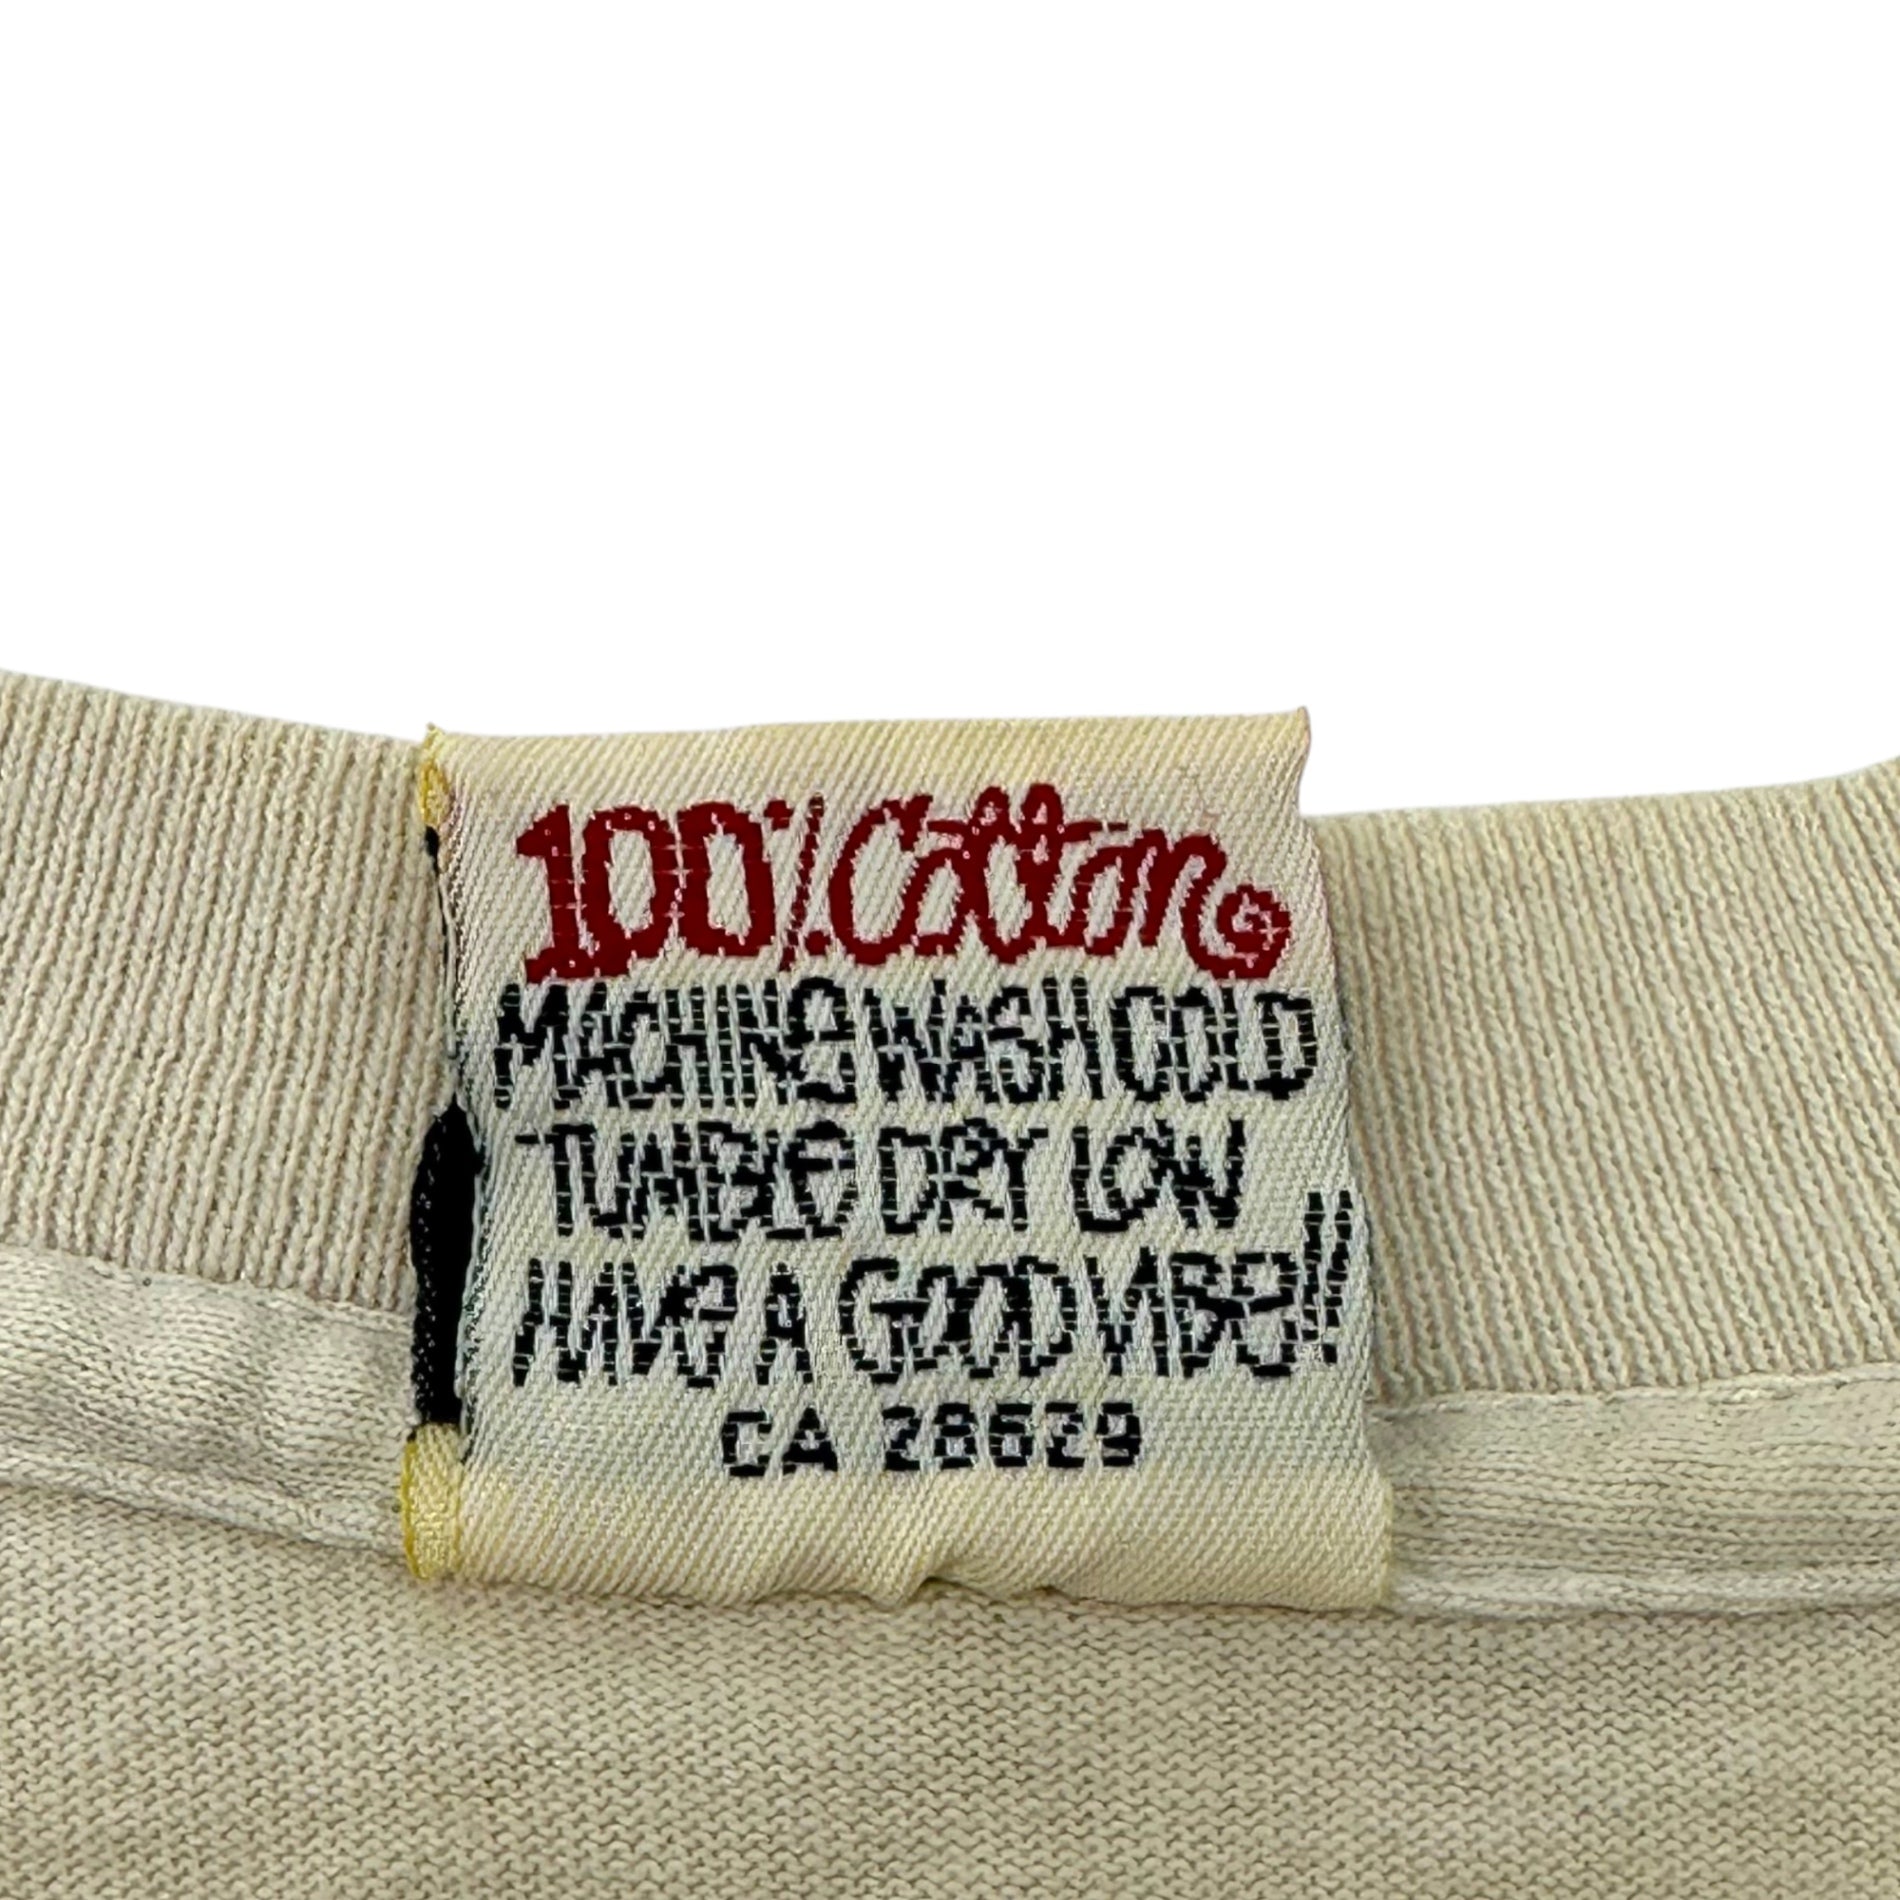 100% Cotton
MACHINE WASH COLD
TUMBLE DRY LOW
HAVE A GOOD VIBE!!
CA 28629